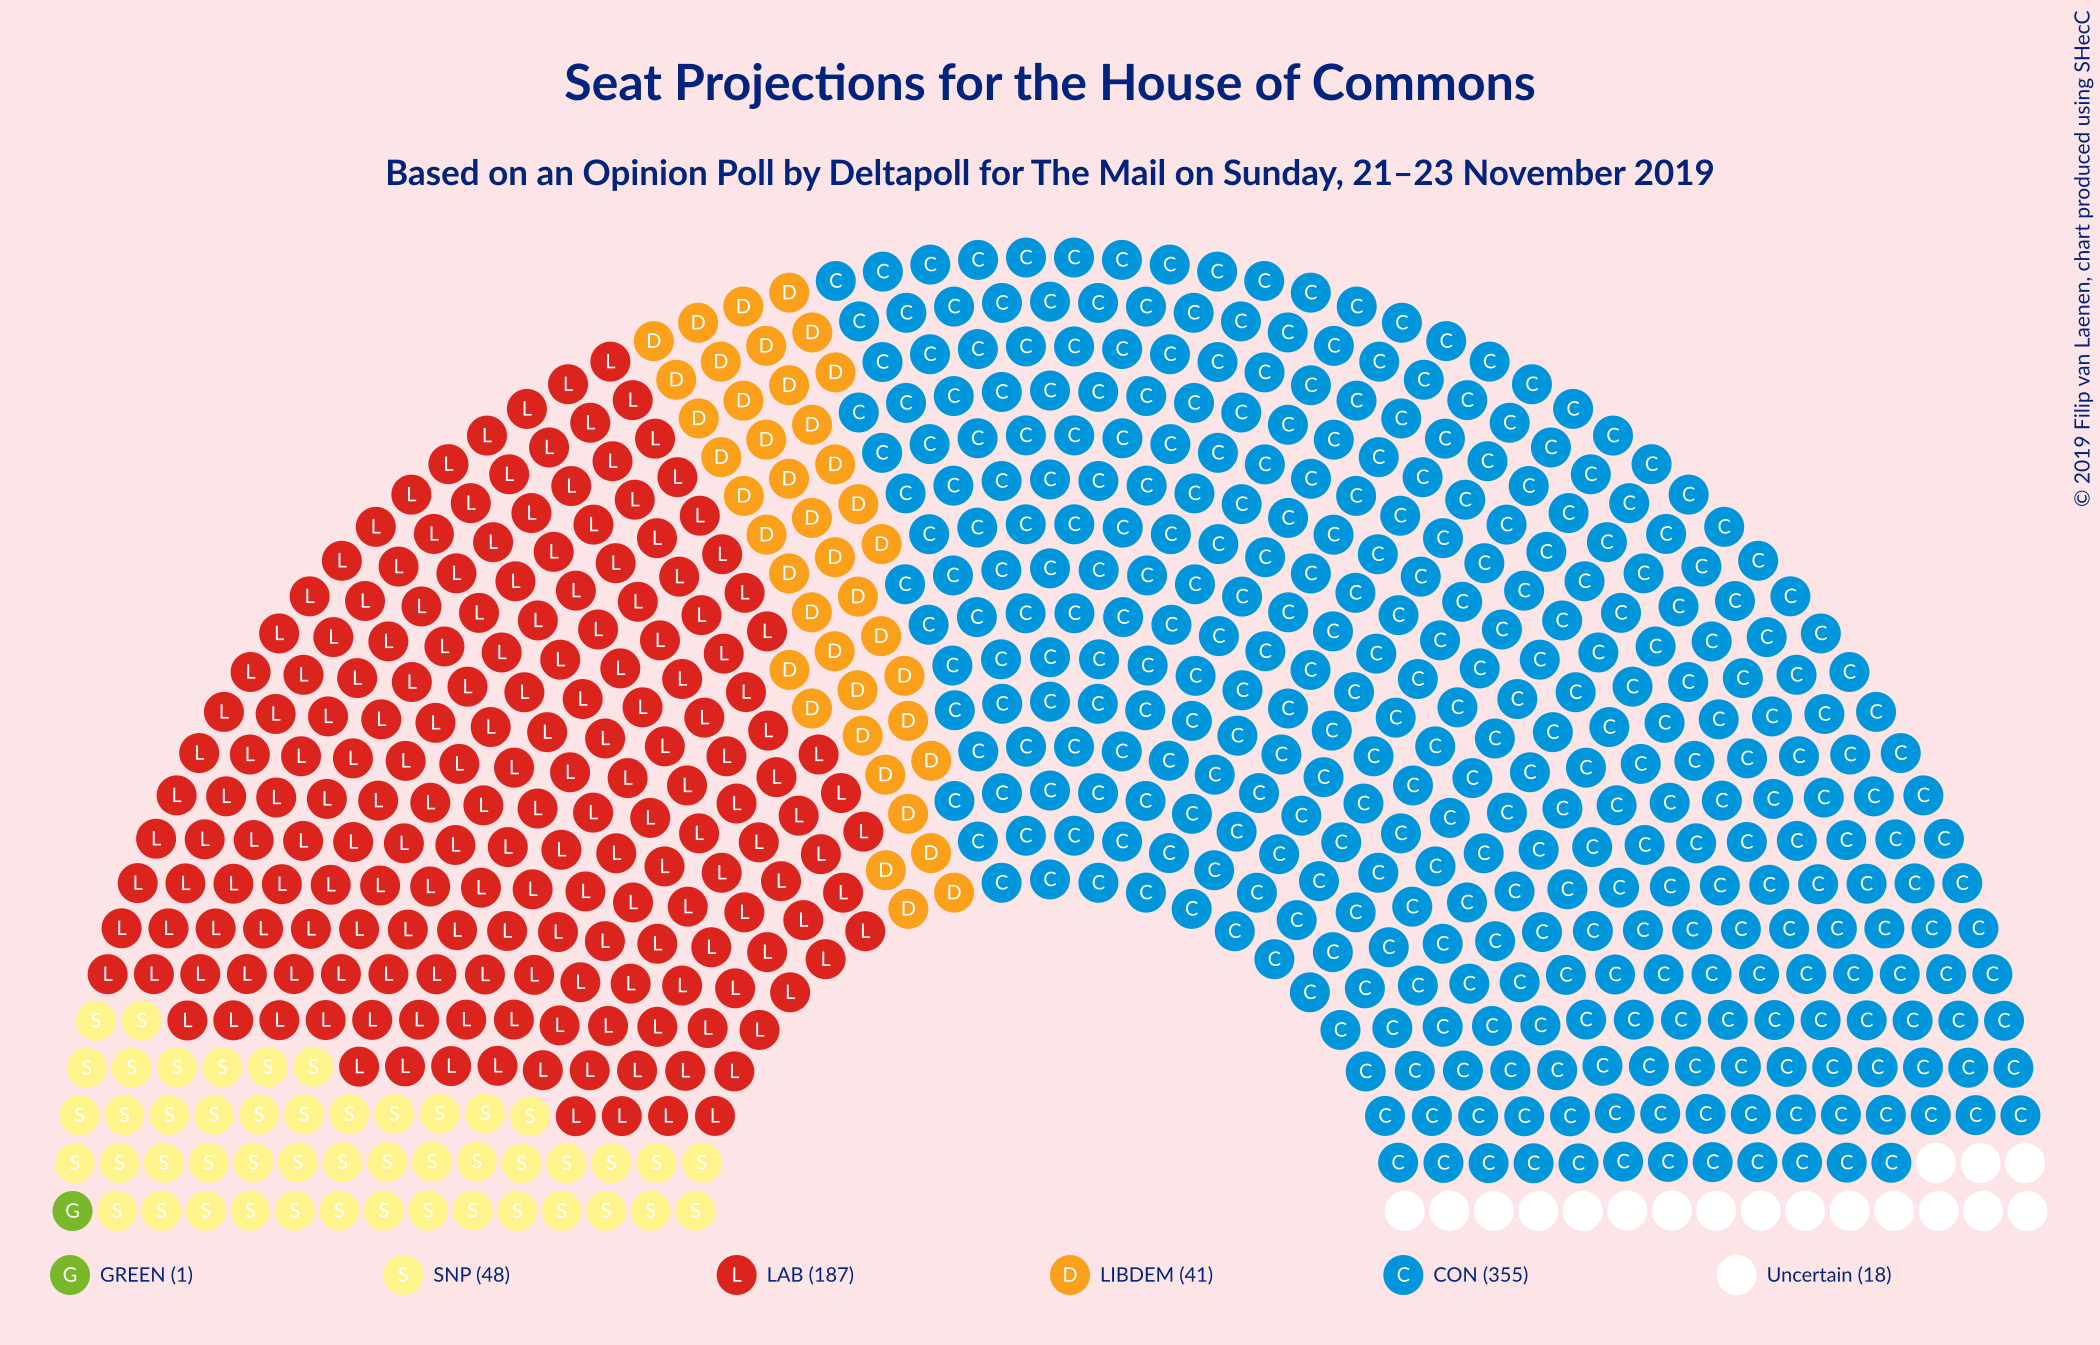 Seat Projections for the House of Commons
Based on an Opinion Poll by Deltapoll for The Mail on Sunday, 21–23 November 2019
© 2019 Filip van Laenen, chart produced using SHecC
G GREEN (1) S SNP (48) L LAB (187) D LIBDEM (41) C CON (355) Uncertain (18)